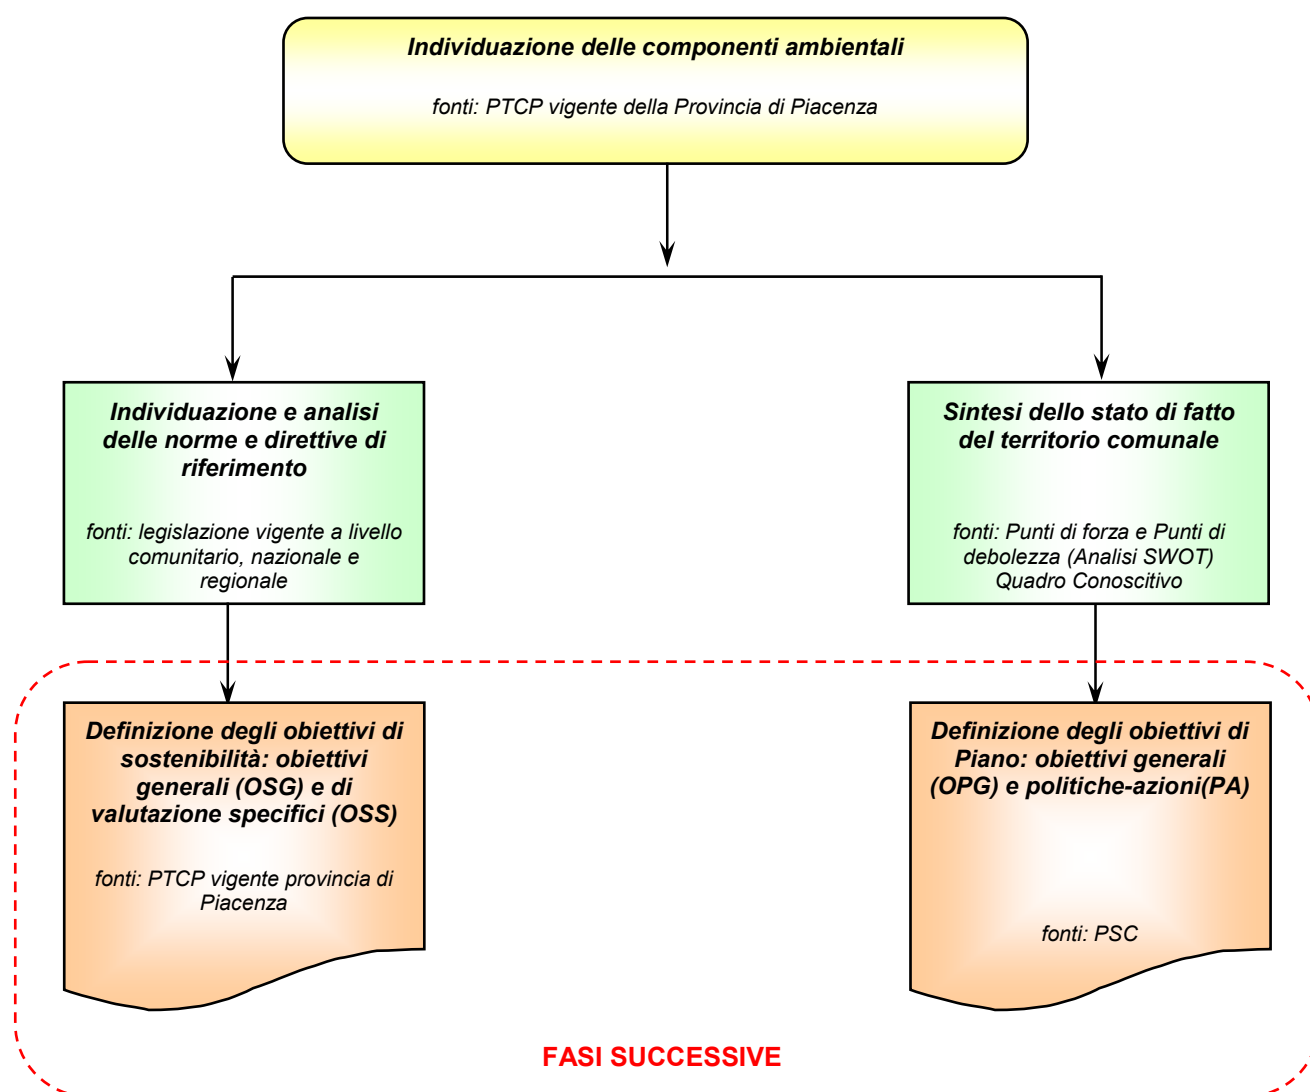 Individuazione delle componenti ambientali
fonti: PTCP vigente della Provincia di Piacenza
Individuazione e analisi
delle norme e direttive di
riferimento
fonti: legislazione vigente a livello
comunitario, nazionale e
regionale
Sintesi dello stato di fatto
del territorio comunale
fonti: Punti di forza e Punti di
debolezza (Analisi SWOT)
Quadro Conoscitivo
Definizione degli obiettivi di
sostenibilità: obiettivi
generali (OSG) e di
valutazione specifici (OSS)
fonti: PTCP vigente provincia di
Piacenza
Definizione degli obiettivi di
Piano: obiettivi generali
(OPG) e politiche-azioni(PA)
fonti: PSC
FASI SUCCESSIVE